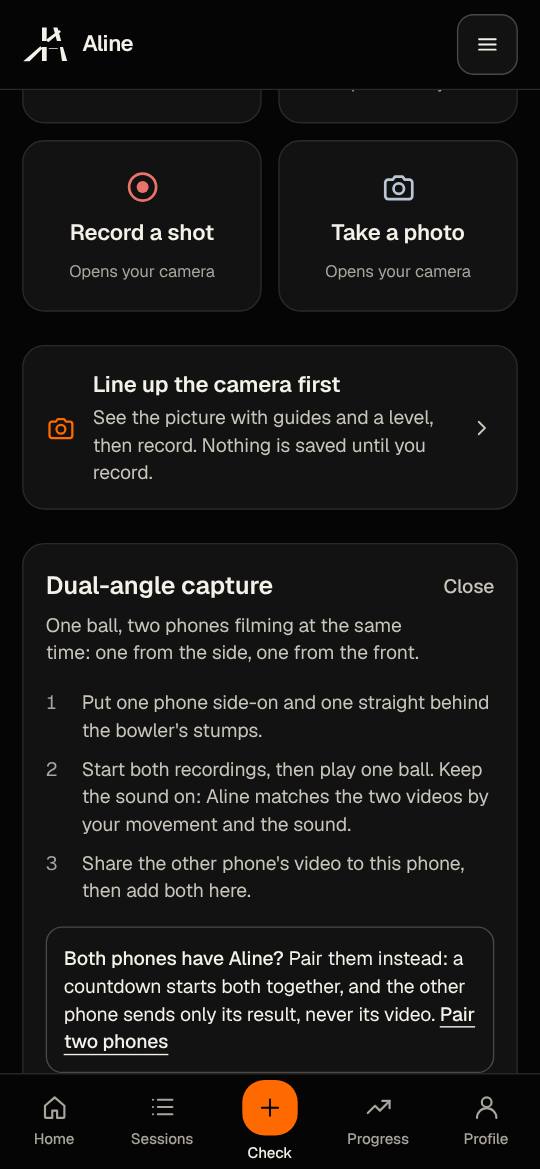 Aline
Record a shot
Opens your camera
Take a photo
Opens your camera
Line up the camera first
See the picture with guides and a level,
then record. Nothing is saved until you
record.
Dual-angle capture
Close
One ball, two phones filming at the same
time: one from the side, one from the front.
1 Put one phone side-on and one straight behind
the bowler's stumps.
2 Start both recordings, then play one ball. Keep
the sound on: Aline matches the two videos by
your movement and the sound.
3 Share the other phone's video to this phone,
then add both here.
Both phones have Aline? Pair them instead: a
countdown starts both together, and the other
phone sends only its result, never its video. Pair
two phones
Home
Sessions
Check
Progress
Profile